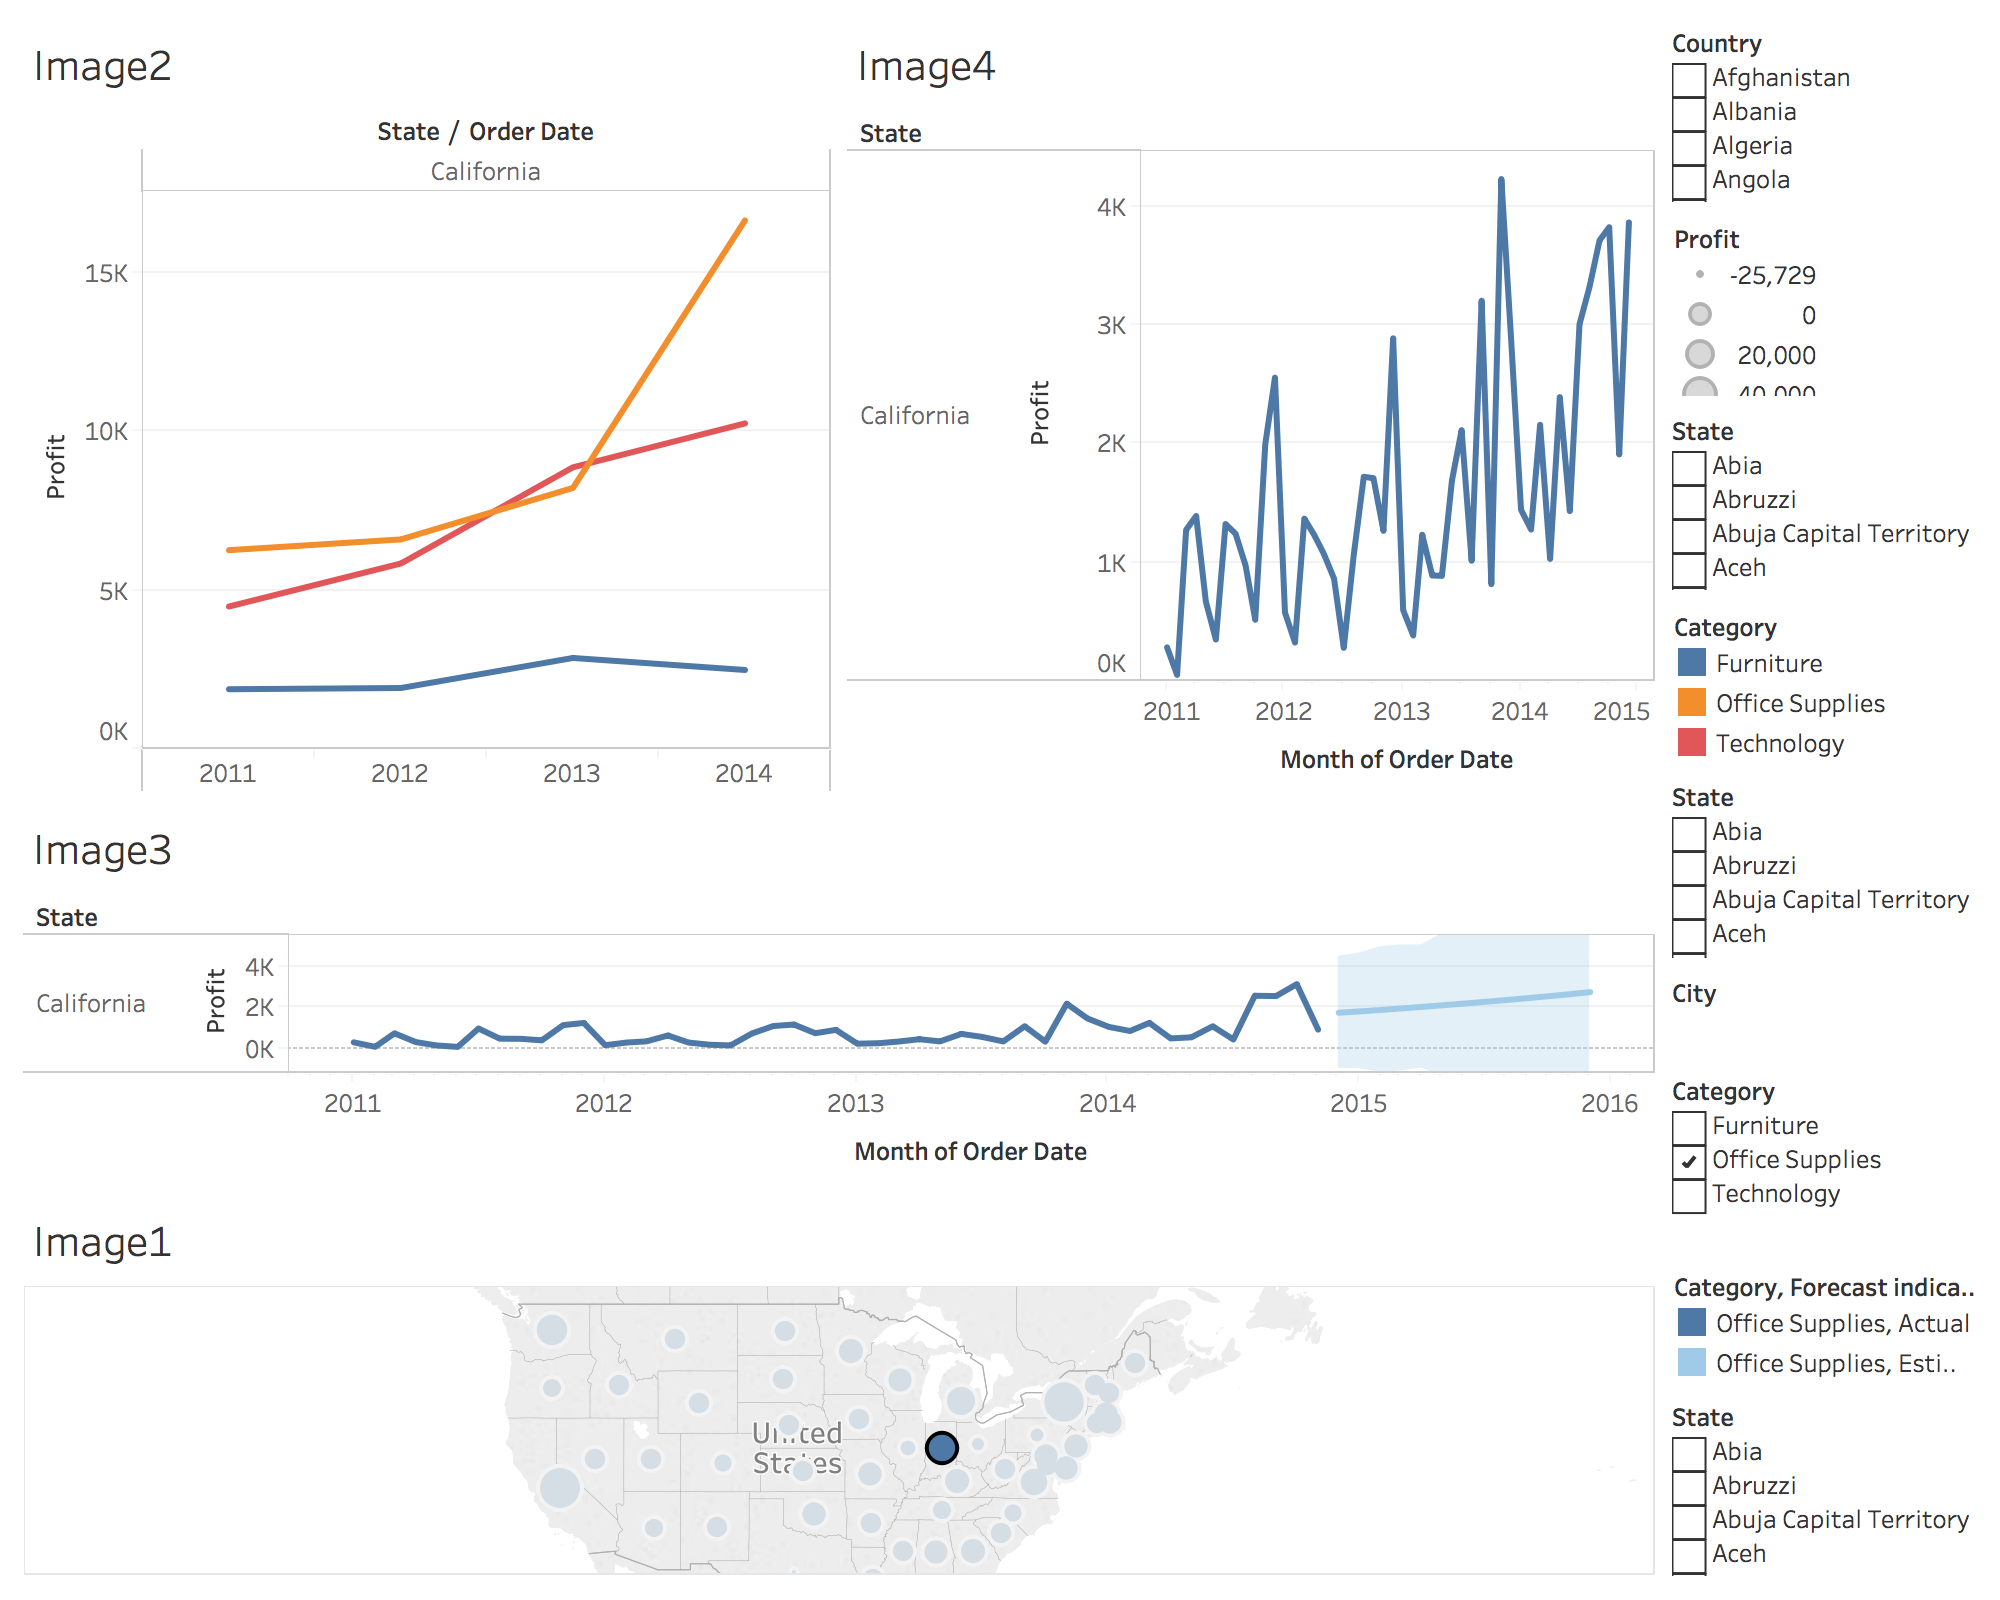 Image2
State / Order Date
California
15K
10K
5K
0K
Profit
2011 2012 2013 2014
Image4
State
California
Profit
4K
3K
2K
1K
0K
2011 2012 2013 2014 2015
Month of Order Date
Image3
State
California
Profit
4K
2K
0K
2011 2012 2013 2014 2015 2016
Month of Order Date
Image1
United
States
Country
Afghanistan
Albania
Algeria
Angola
Profit
-25,729
0
20,000
40,000
State
Abia
Abruzzi
Abuja Capital Territory
Aceh
Category
Furniture
Office Supplies
Technology
State
Abia
Abruzzi
Abuja Capital Territory
Aceh
City
Category
Furniture
Office Supplies
Technology
Category, Forecast indica..
Office Supplies, Actual
Office Supplies, Esti..
State
Abia
Abruzzi
Abuja Capital Territory
Aceh